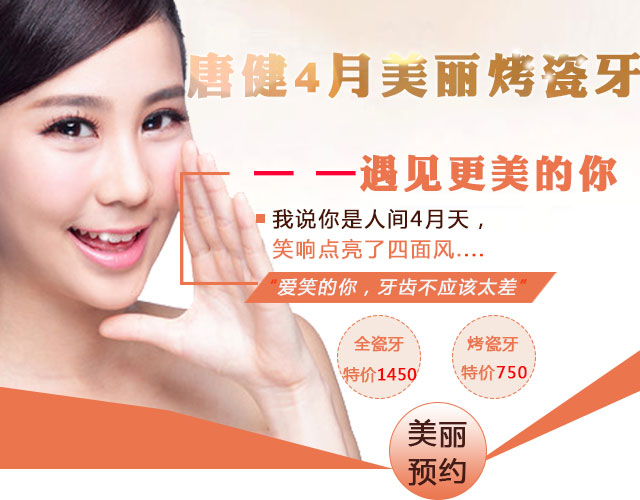 唐健4月美丽烤瓷牙
— —遇见更美的你
我说你是人间4月天，
笑响点亮了四面风....
“爱笑的你，牙齿不应该太差”
全瓷牙
特价1450
烤瓷牙
特价750
美丽
预约